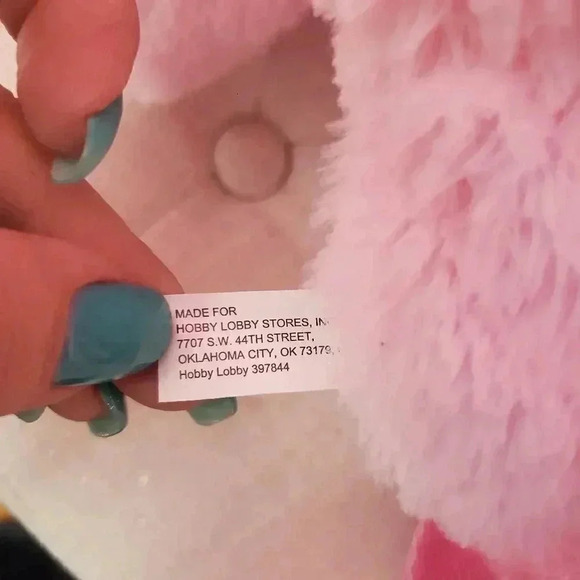 MADE FOR
HOBBY LOBBY STORES, IN
7707 S.W. 44TH STREET,
OKLAHOMA CITY, OK 73179,
Hobby Lobby 397844